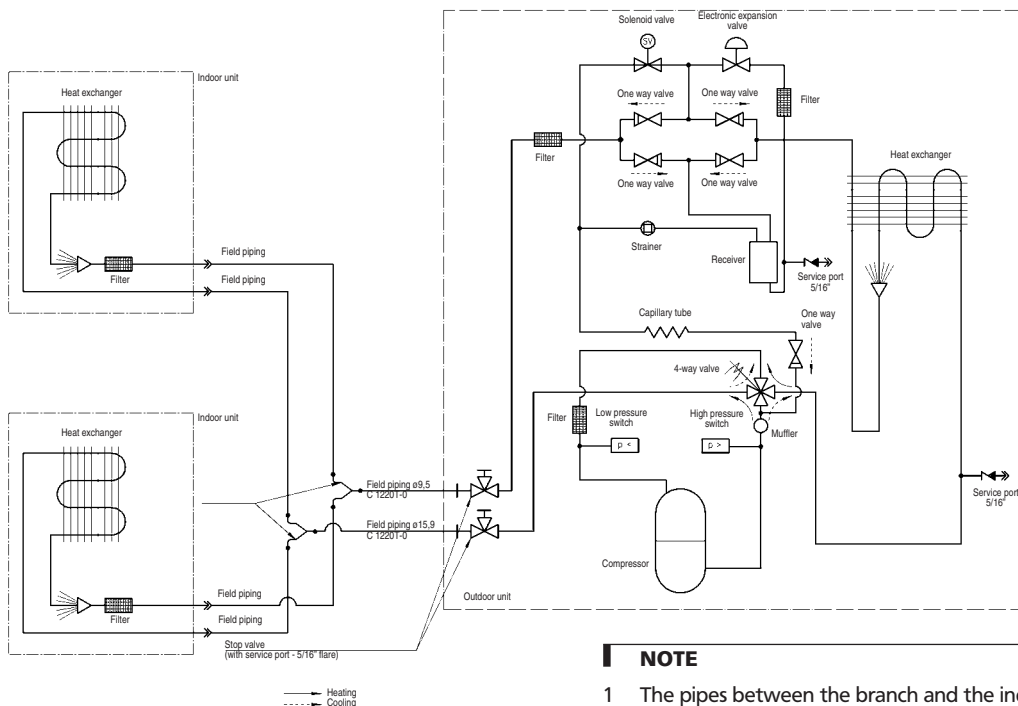 Solenoid valve
Electronic expansion
valve
SV
Indoor unit
Heat exchanger
One way valve
One way valve
Filter
Filter
One way valve
One way valve
Heat exchanger
Strainer
Receiver
Service port
5/16"
Field piping
Filter
Field piping
Capillary tube
One way
valve
4-way valve
Indoor unit
Heat exchanger
Filter
Low pressure
switch
High pressure
switch
Muffler
p <
p >
Field piping ø9,5
C 1220T-0
Service port
5/16"
Field piping ø15,9
C 1220T-0
Compressor
Field piping
Filter
Field piping
Outdoor unit
Stop valve
(with service port - 5/16" flare)
Heating
Cooling
NOTE
1 The pipes between the branch and the